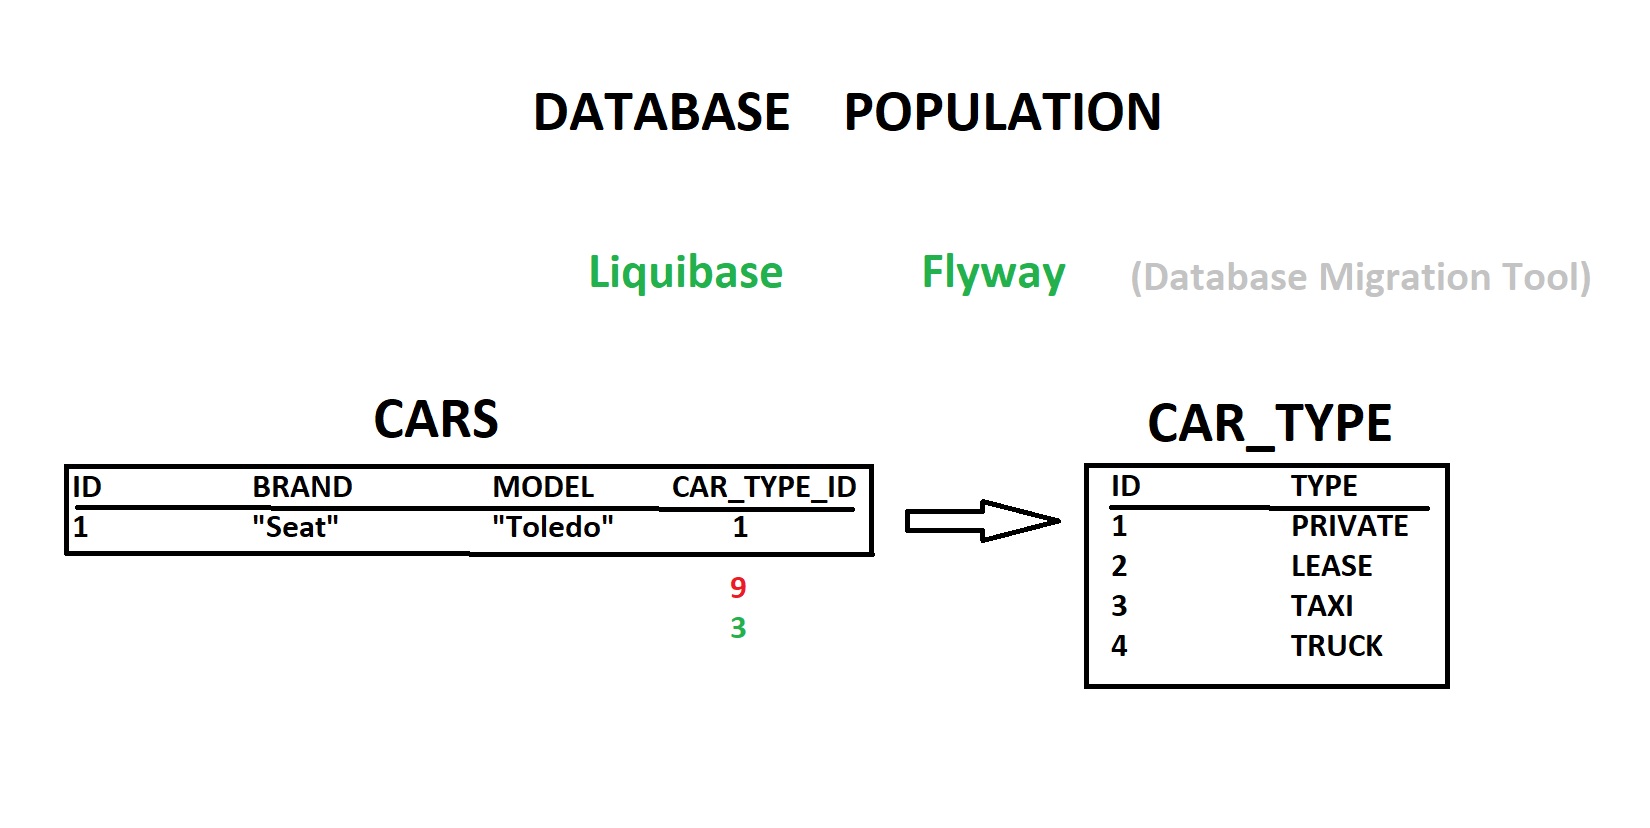 DATABASE POPULATION
Liquibase Flyway (Database Migration Tool)
CARS
ID BRAND MODEL CAR_TYPE_ID
1 "Seat" "Toledo" 1
9
3
CAR_TYPE
ID TYPE
1 PRIVATE
2 LEASE
3 TAXI
4 TRUCK